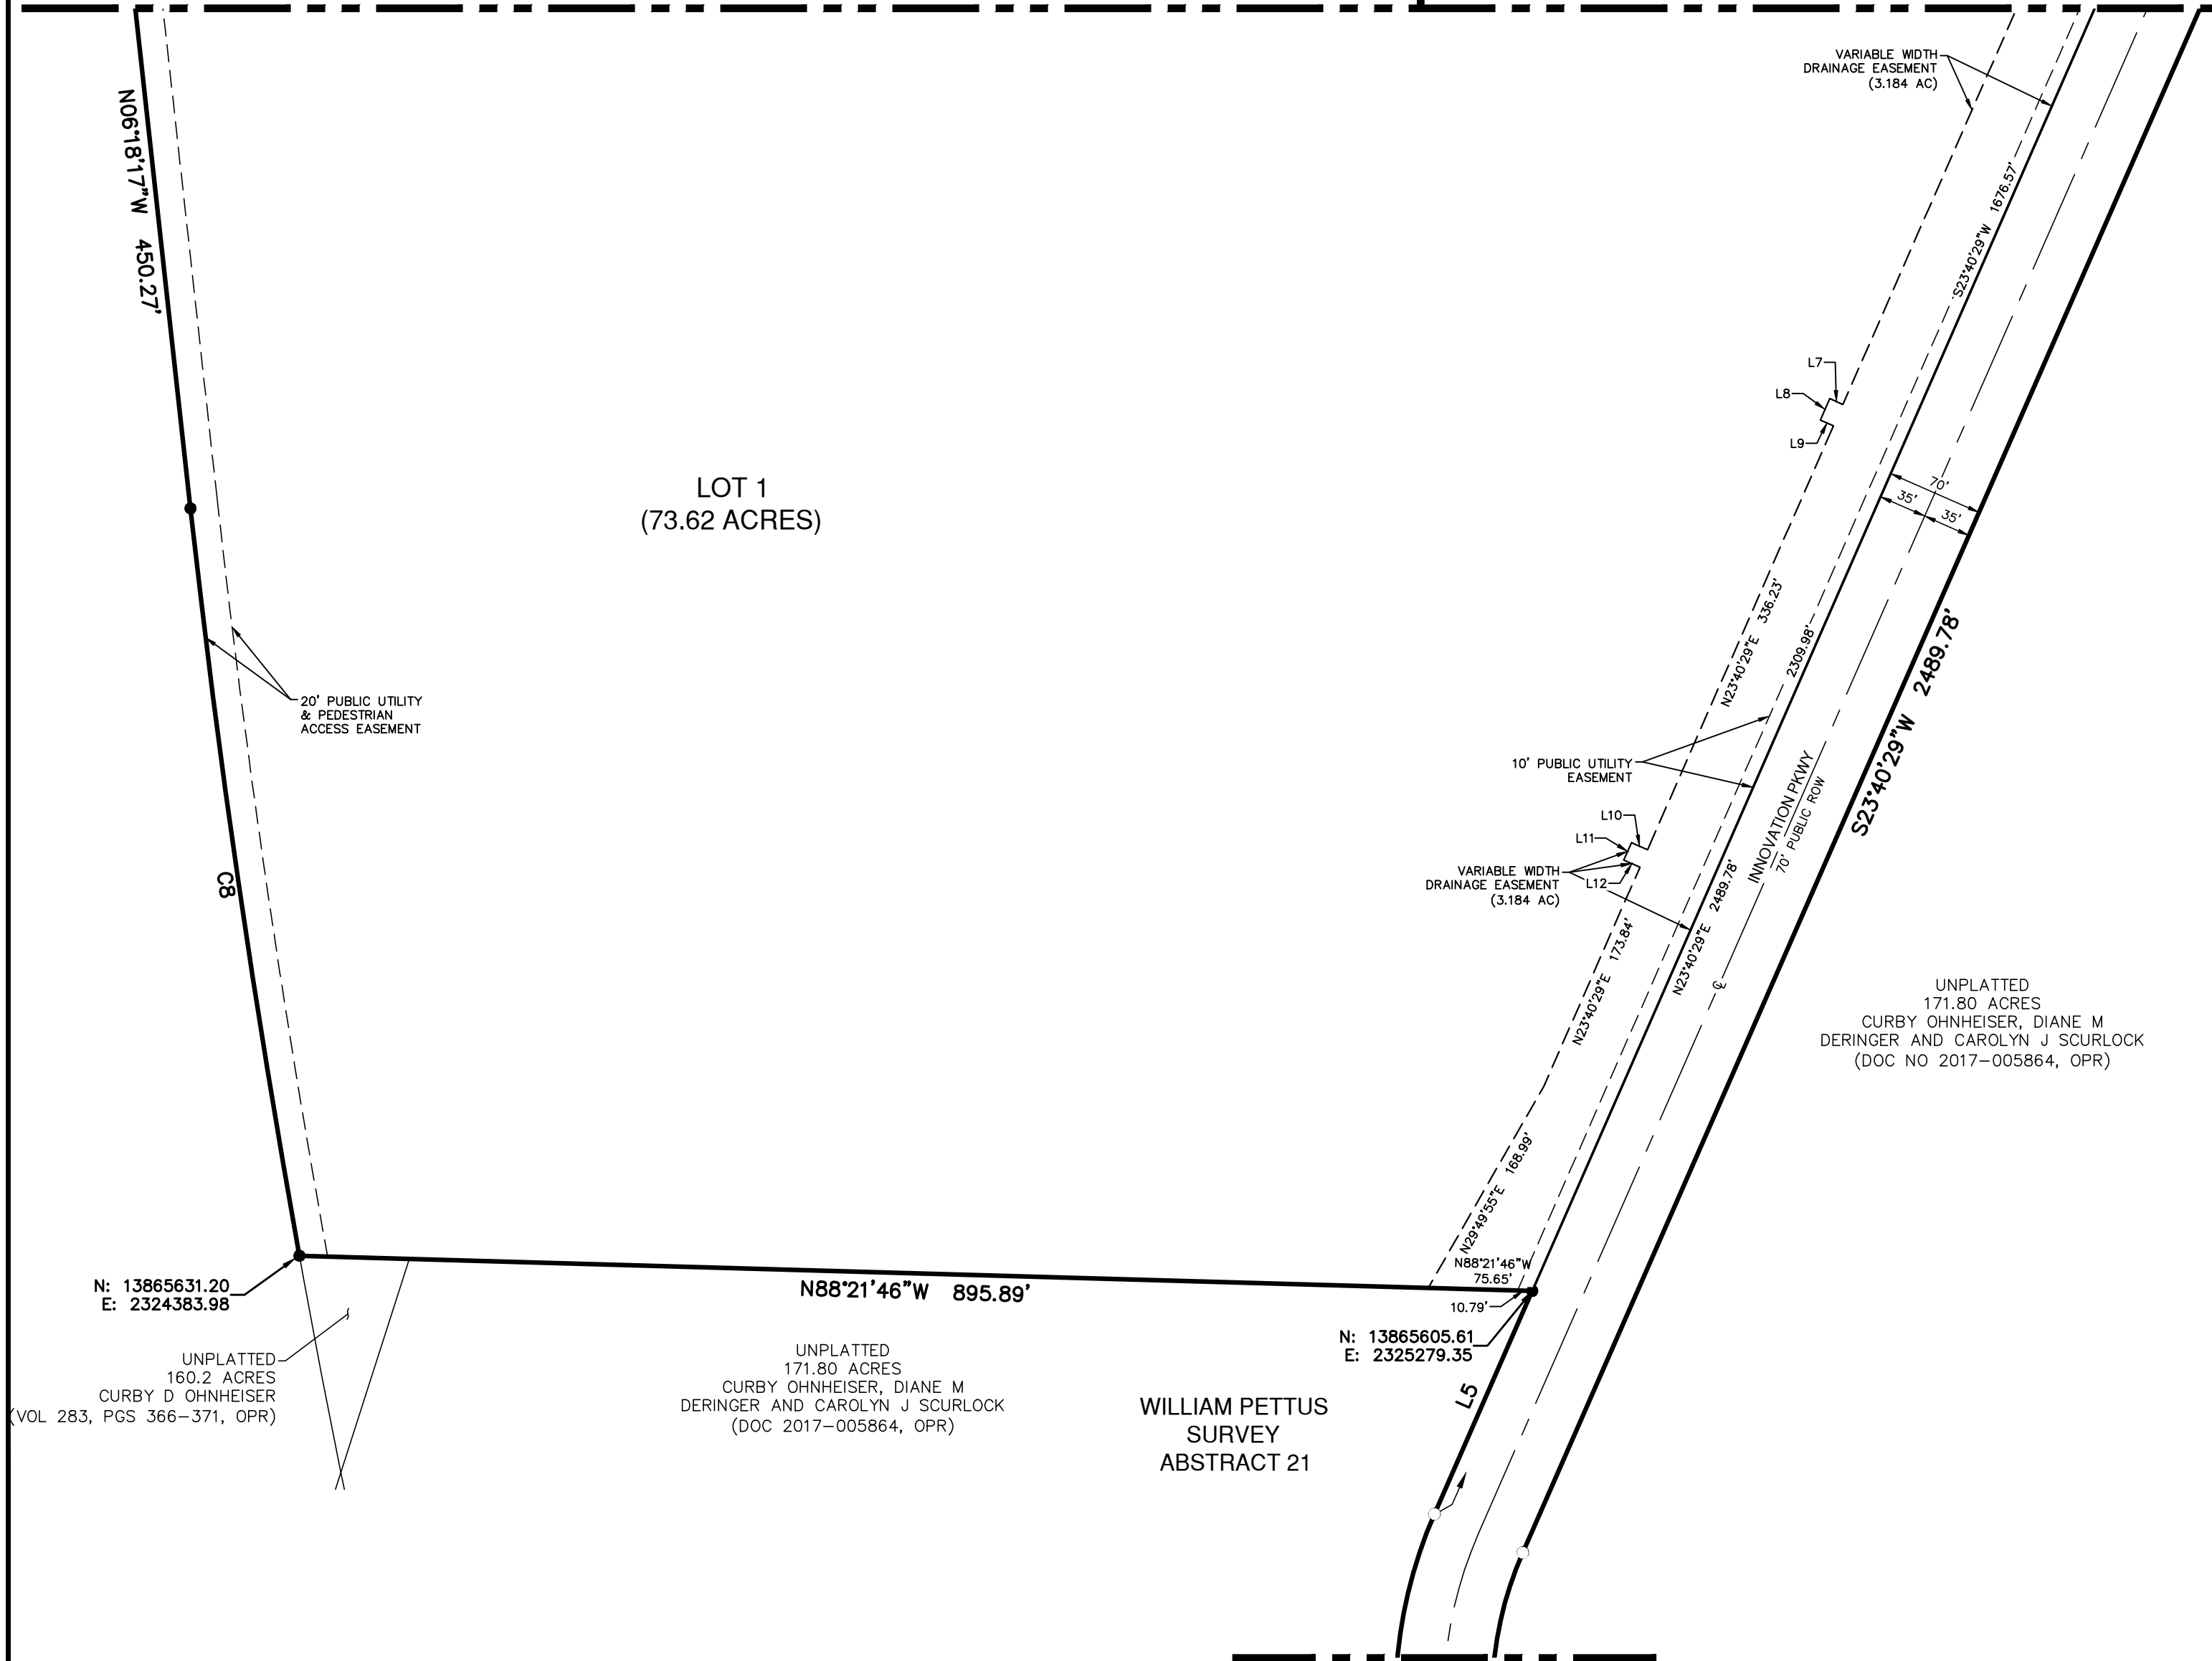 VARIABLE WIDTH
DRAINAGE EASEMENT
(3.184 AC)
N06°18'17"W 450.27'
S23°40'29"W 1676.57'
L7
L8
L9
LOT 1
(73.62 ACRES)
70'
35'
35'
N23°40'29"E 336.23'
2309.98'
S23°40'29"W 2489.78'
20' PUBLIC UTILITY
& PEDESTRIAN
ACCESS EASEMENT
10' PUBLIC UTILITY
EASEMENT
INNOVATION PKWY
70' PUBLIC ROW
L10
L11
L12
VARIABLE WIDTH
DRAINAGE EASEMENT
(3.184 AC)
C8
N23°40'29"E 173.84'
N23°40'29"E 2489.78'
℄
UNPLATTED
171.80 ACRES
CURBY OHNHEISER, DIANE M
DERINGER AND CAROLYN J SCURLOCK
(DOC NO 2017-005864, OPR)
N29°49'55"E 168.99'
N88°21'46"W
75.65'
10.79'
N: 13865631.20
E: 2324383.98
N88°21'46"W 895.89'
N: 13865605.61
E: 2325279.35
UNPLATTED
160.2 ACRES
CURBY D OHNHEISER
(VOL 283, PGS 366-371, OPR)
UNPLATTED
171.80 ACRES
CURBY OHNHEISER, DIANE M
DERINGER AND CAROLYN J SCURLOCK
(DOC 2017-005864, OPR)
WILLIAM PETTUS
SURVEY
ABSTRACT 21
L5